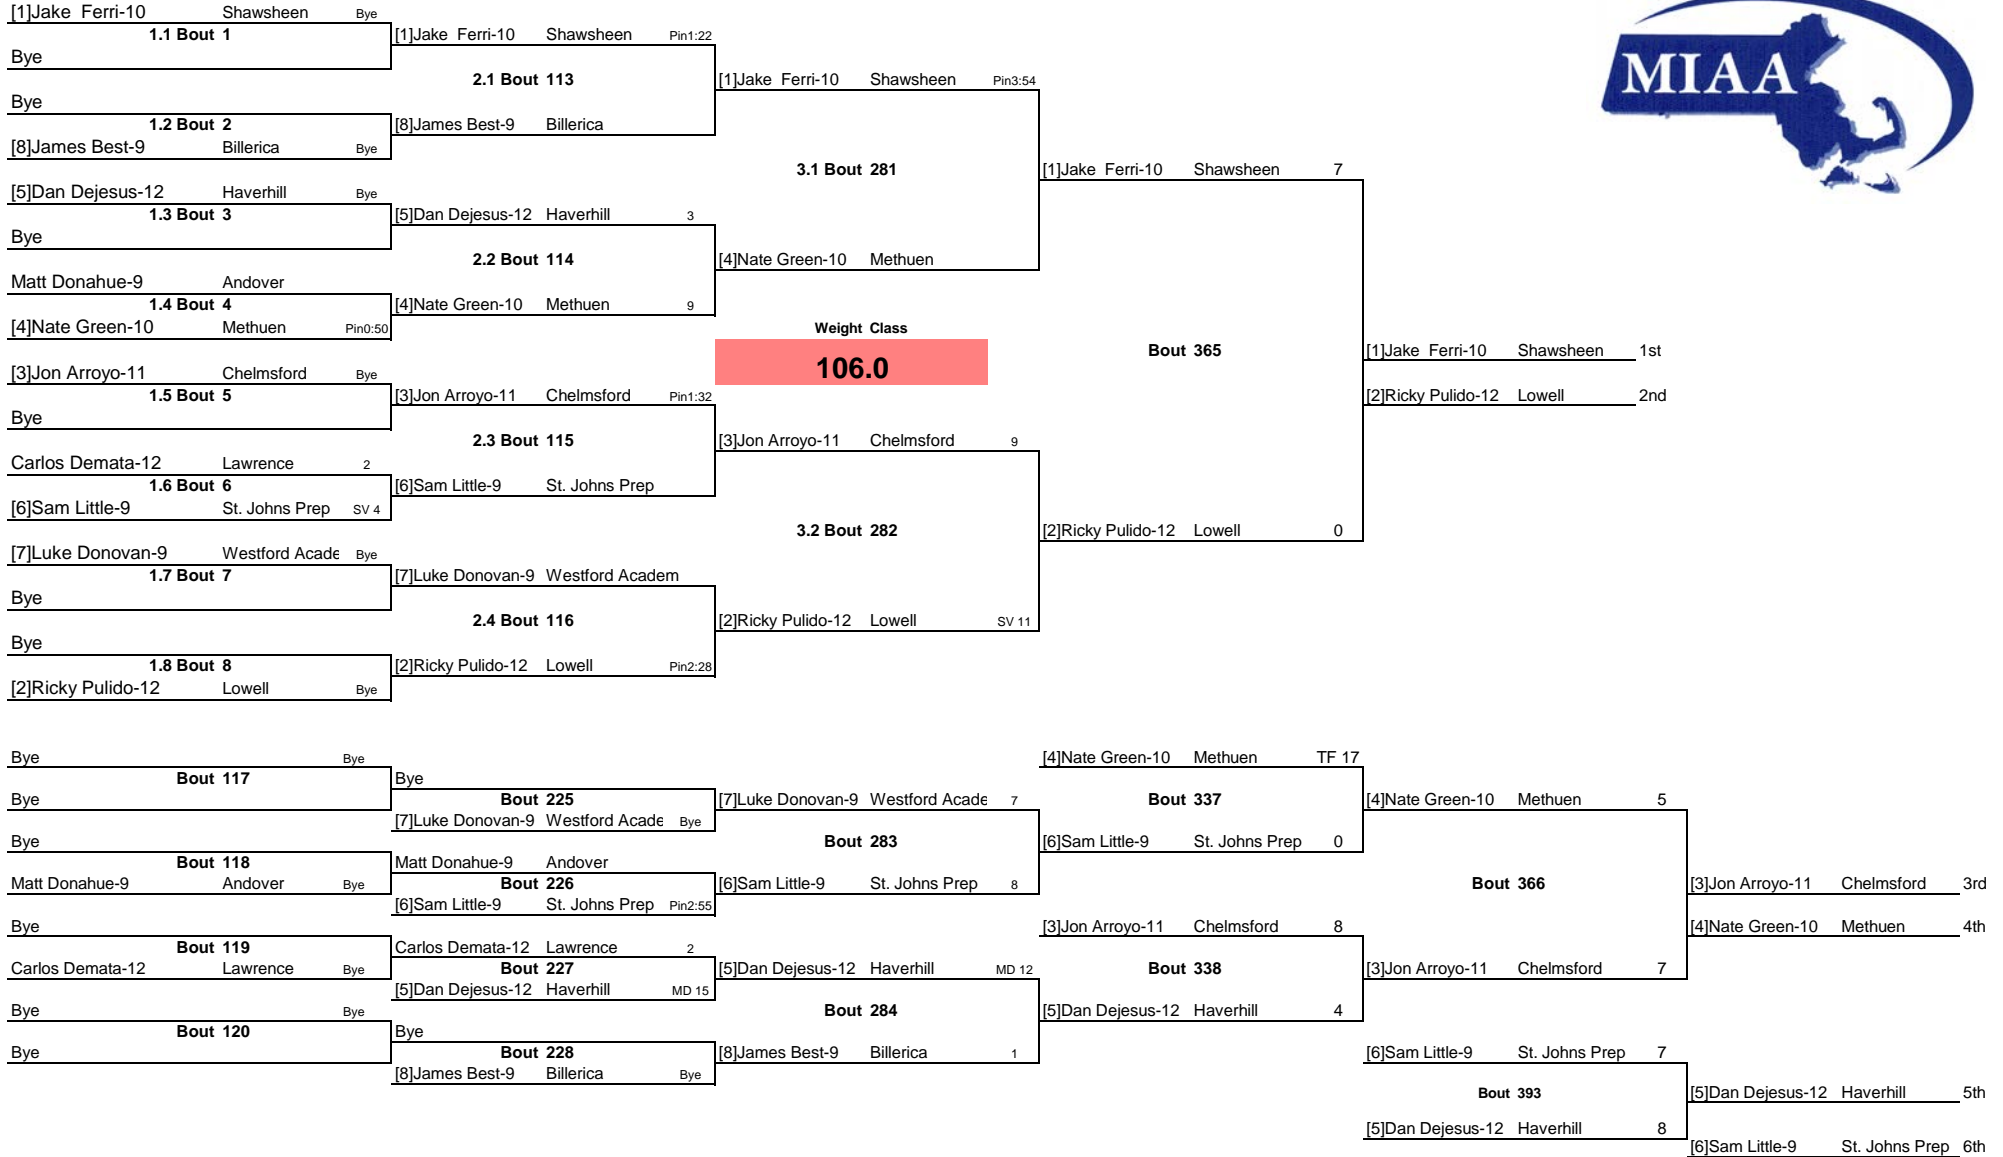 [1]Jake Ferri-10 Shawsheen Bye
1.1 Bout 1
Bye
Bye
1.2 Bout 2
[8]James Best-9 Billerica Bye
[5]Dan Dejesus-12 Haverhill Bye
1.3 Bout 3
Bye
Matt Donahue-9 Andover
1.4 Bout 4
[4]Nate Green-10 Methuen Pin0:50
[3]Jon Arroyo-11 Chelmsford Bye
1.5 Bout 5
Bye
Carlos Demata-12 Lawrence 2
1.6 Bout 6
[6]Sam Little-9 St. Johns Prep SV 4
[7]Luke Donovan-9 Westford Acade Bye
1.7 Bout 7
Bye
Bye
1.8 Bout 8
[2]Ricky Pulido-12 Lowell Bye
[1]Jake Ferri-10 Shawsheen Pin1:22
2.1 Bout 113
[8]James Best-9 Billerica
[5]Dan Dejesus-12 Haverhill 3
2.2 Bout 114
[4]Nate Green-10 Methuen 9
[3]Jon Arroyo-11 Chelmsford Pin1:32
2.3 Bout 115
[6]Sam Little-9 St. Johns Prep
[7]Luke Donovan-9 Westford Academ
2.4 Bout 116
[2]Ricky Pulido-12 Lowell Pin2:28
[1]Jake Ferri-10 Shawsheen Pin3:54
3.1 Bout 281
[4]Nate Green-10 Methuen
Weight Class
106.0
[3]Jon Arroyo-11 Chelmsford 9
3.2 Bout 282
[2]Ricky Pulido-12 Lowell SV 11
[1]Jake Ferri-10 Shawsheen 7
Bout 365
[2]Ricky Pulido-12 Lowell 0
[1]Jake Ferri-10 Shawsheen 1st
[2]Ricky Pulido-12 Lowell 2nd
MIAA
Bye Bye
Bout 117
Bye
Bye
Bout 118
Matt Donahue-9 Andover Bye
Bye
Bout 119
Carlos Demata-12 Lawrence Bye
Bye Bye
Bout 120
Bye
Bye
Bout 225
[7]Luke Donovan-9 Westford Acade Bye
Matt Donahue-9 Andover
Bout 226
[6]Sam Little-9 St. Johns Prep Pin2:55
Carlos Demata-12 Lawrence 2
Bout 227
[5]Dan Dejesus-12 Haverhill MD 15
Bye
Bout 228
[8]James Best-9 Billerica Bye
[7]Luke Donovan-9 Westford Acade 7
Bout 283
[6]Sam Little-9 St. Johns Prep 8
[5]Dan Dejesus-12 Haverhill MD 12
Bout 284
[8]James Best-9 Billerica 1
[4]Nate Green-10 Methuen TF 17
Bout 337
[6]Sam Little-9 St. Johns Prep 0
[3]Jon Arroyo-11 Chelmsford 8
Bout 338
[5]Dan Dejesus-12 Haverhill 4
[4]Nate Green-10 Methuen 5
Bout 366
[3]Jon Arroyo-11 Chelmsford 7
[3]Jon Arroyo-11 Chelmsford 3rd
[4]Nate Green-10 Methuen 4th
[6]Sam Little-9 St. Johns Prep 7
Bout 393
[5]Dan Dejesus-12 Haverhill 8
[5]Dan Dejesus-12 Haverhill 5th
[6]Sam Little-9 St. Johns Prep 6th